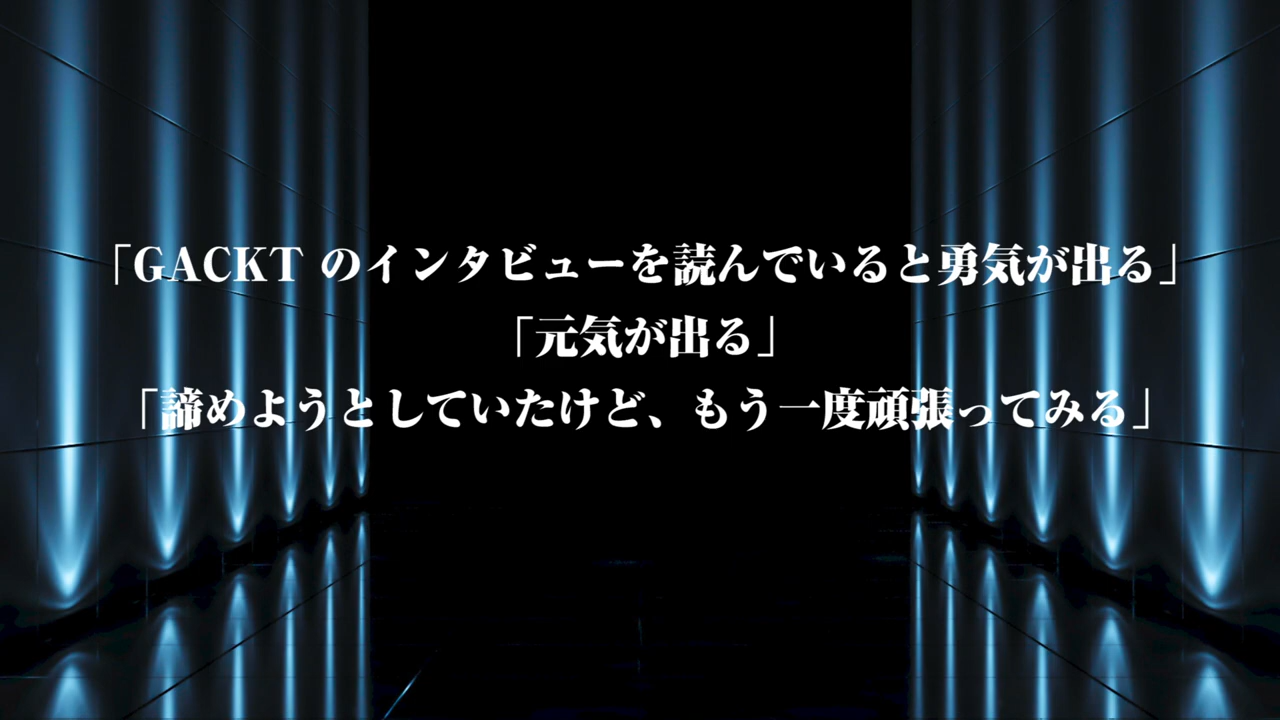 「GACKT のインタビューを読んでいると勇気が出る」
「元気が出る」
「諦めようとしていたけど、もう一度頑張ってみる」